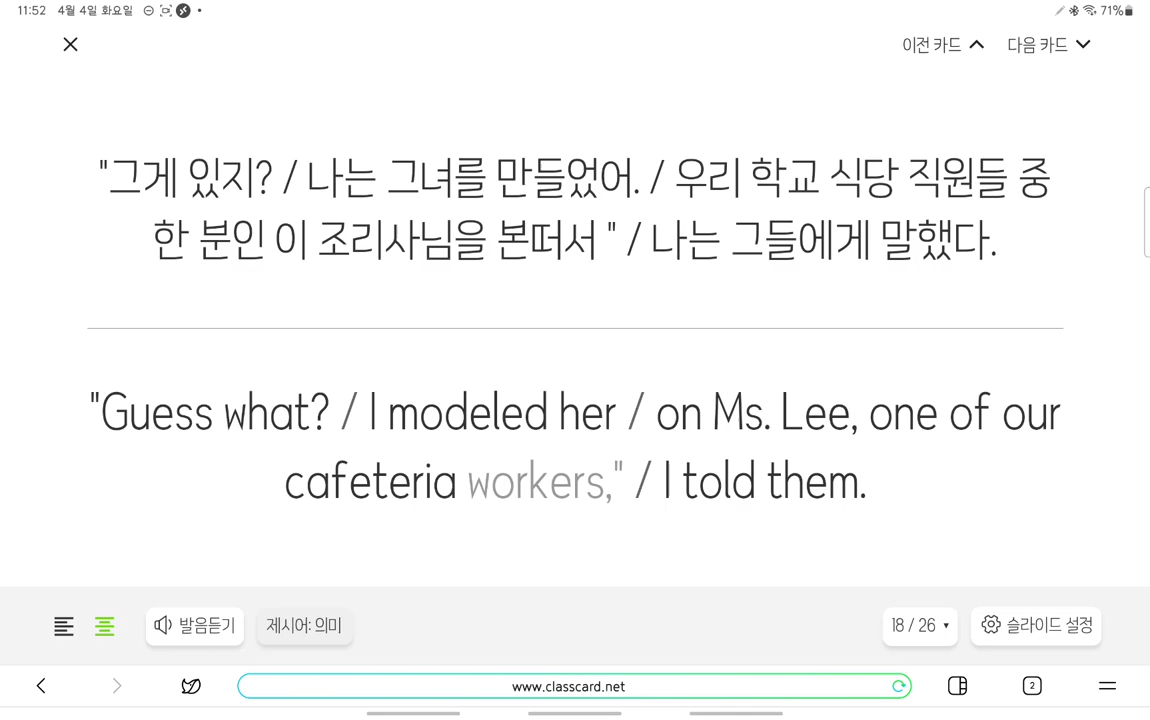 11:52 4월 4일 화요일
71%
이전 카드 다음 카드
"그게 있지? / 나는 그녀를 만들었어. / 우리 학교 식당 직원들 중
한 분인 이 조리사님을 본떠서 " / 나는 그들에게 말했다.
"Guess what? / I modeled her / on Ms. Lee, one of our
cafeteria workers," / I told them.
발음듣기 제시어: 의미 18 / 26 슬라이드 설정
www.classcard.net 2